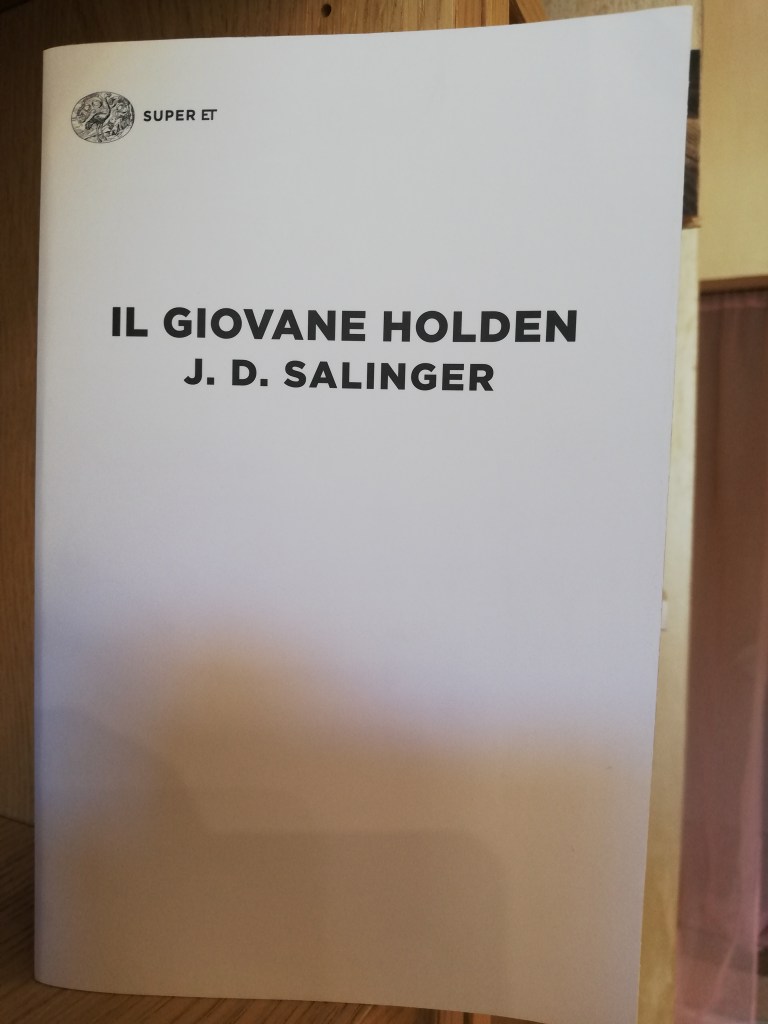 SUPER ET
IL GIOVANE HOLDEN
J. D. SALINGER